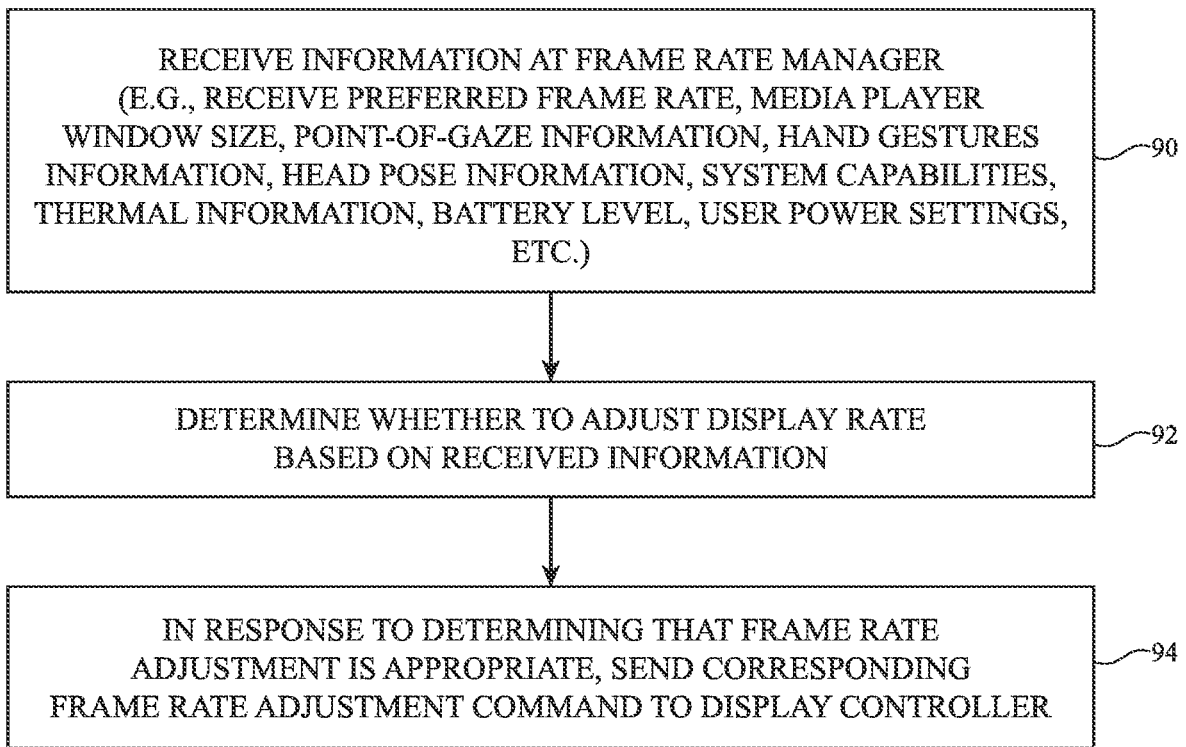 RECEIVE INFORMATION AT FRAME RATE MANAGER
(E.G., RECEIVE PREFERRED FRAME RATE, MEDIA PLAYER
WINDOW SIZE, POINT-OF-GAZE INFORMATION, HAND GESTURES
INFORMATION, HEAD POSE INFORMATION, SYSTEM CAPABILITIES,
THERMAL INFORMATION, BATTERY LEVEL, USER POWER SETTINGS,
ETC.)
90
DETERMINE WHETHER TO ADJUST DISPLAY RATE
BASED ON RECEIVED INFORMATION
92
IN RESPONSE TO DETERMINING THAT FRAME RATE
ADJUSTMENT IS APPROPRIATE, SEND CORRESPONDING
FRAME RATE ADJUSTMENT COMMAND TO DISPLAY CONTROLLER
94